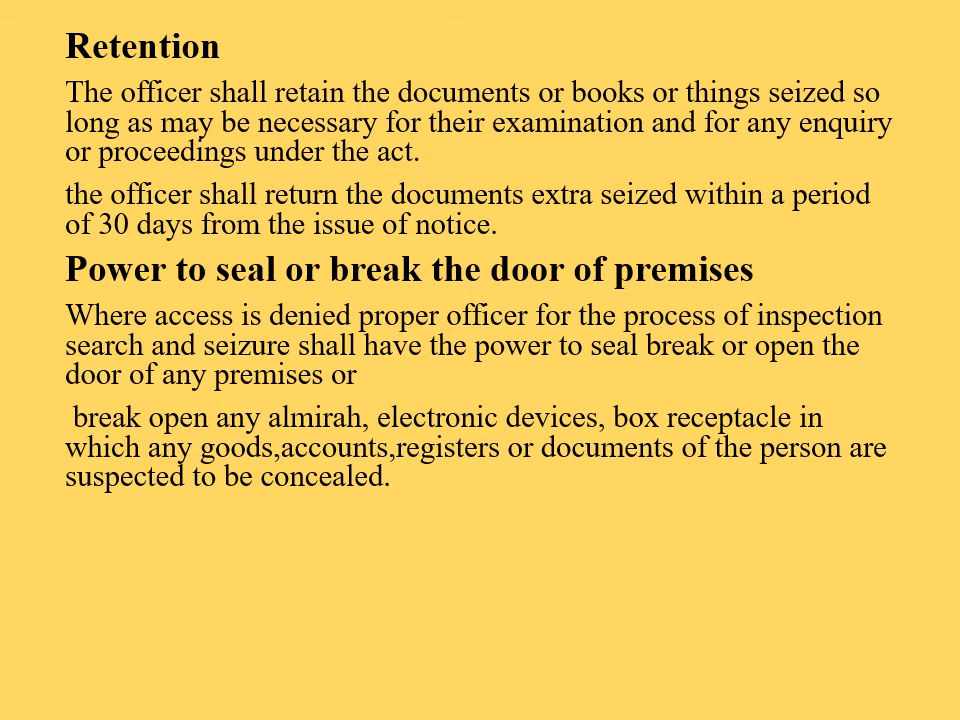 Retention
The officer shall retain the documents or books or things seized so
long as may be necessary for their examination and for any enquiry
or proceedings under the act.
the officer shall return the documents extra seized within a period
of 30 days from the issue of notice.
Power to seal or break the door of premises
Where access is denied proper officer for the process of inspection
search and seizure shall have the power to seal break or open the
door of any premises or
break open any almirah, electronic devices, box receptacle in
which any goods,accounts,registers or documents of the person are
suspected to be concealed.